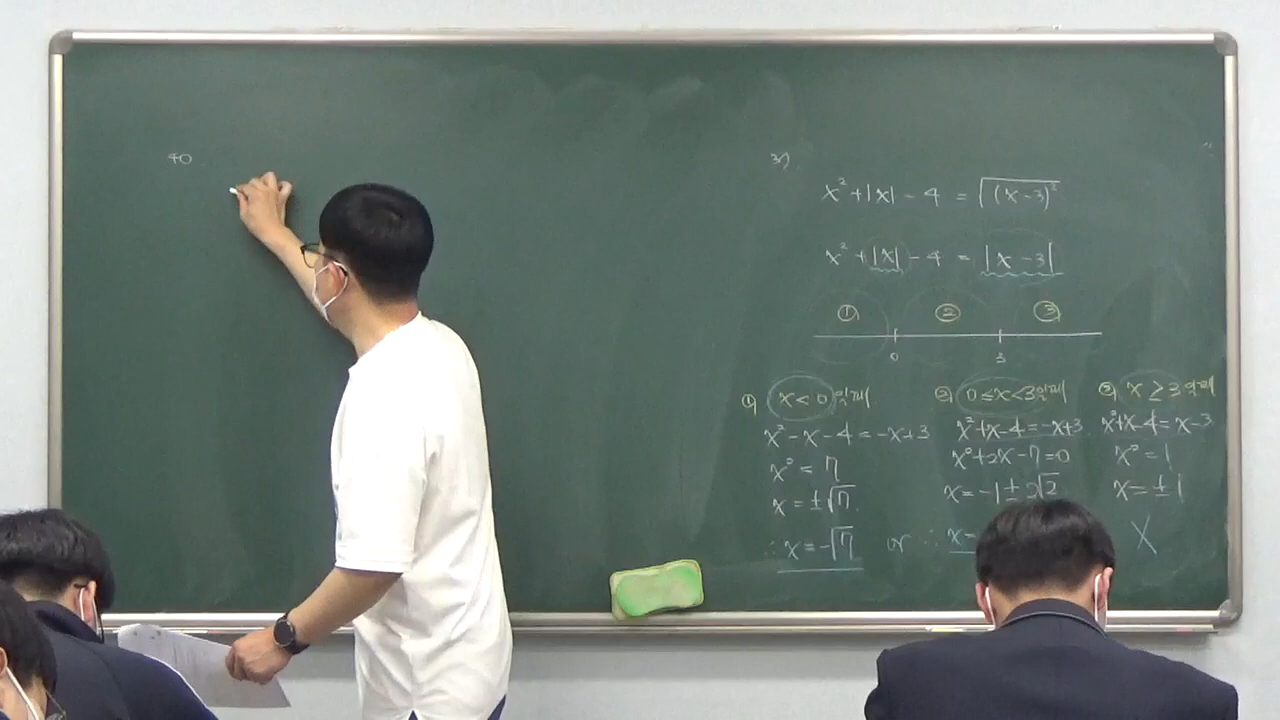 40.
37.
x² + |x| - 4 = √(x-3)²
x² + |x| - 4 = |x - 3|
① ② ③
0 3
① x < 0 일 때
x² - x - 4 = -x+3
x² = 7
x = ±√7.
∴ x = -√7 or
② 0 ≤ x < 3일 때
x²+x-4 = -x+3
x²+2x-7=0
x = -1 ± 2√2
∴ x =
③ x ≥ 3일 때
x²+x-4 = x-3
x² = 1
x = ±1
X